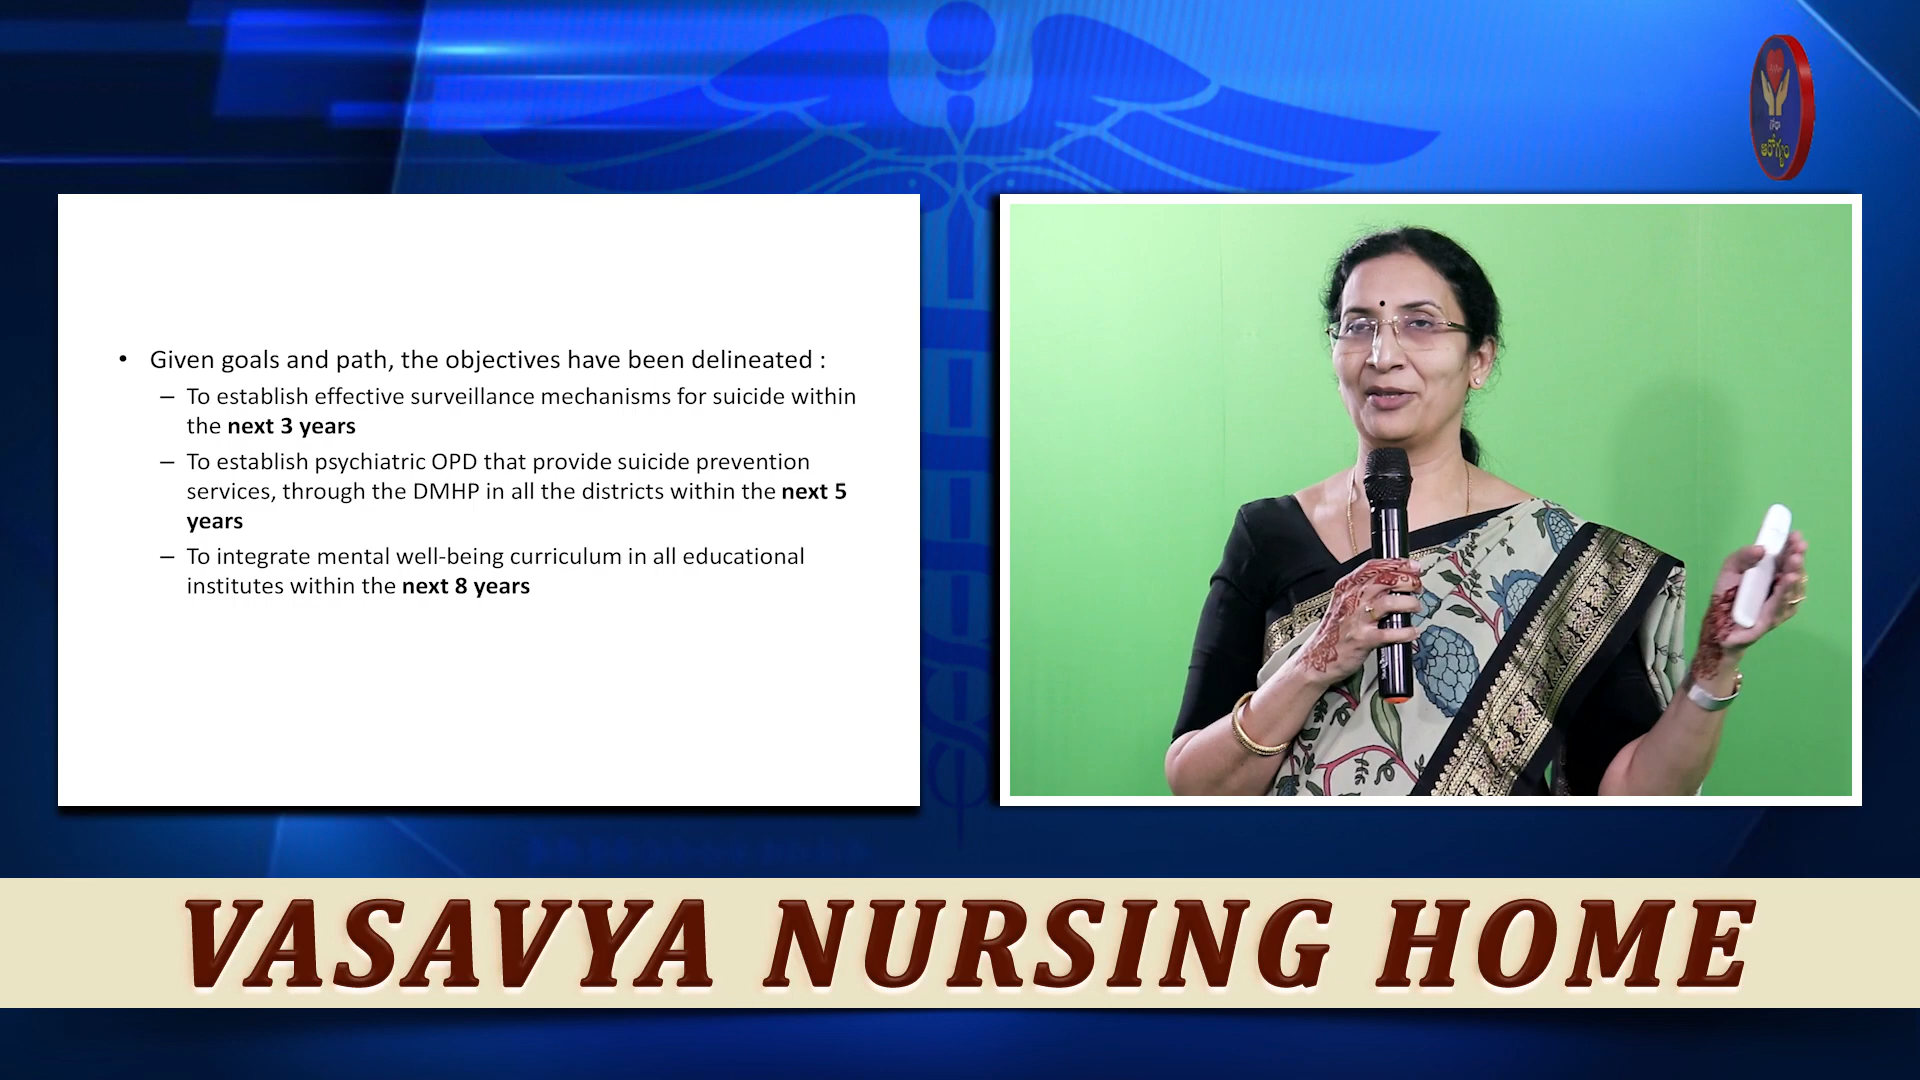 • Given goals and path, the objectives have been delineated :
– To establish effective surveillance mechanisms for suicide within
the next 3 years
– To establish psychiatric OPD that provide suicide prevention
services, through the DMHP in all the districts within the next 5
years
– To integrate mental well-being curriculum in all educational
institutes within the next 8 years
ఆరోగ్యం
VASAVYA NURSING HOME